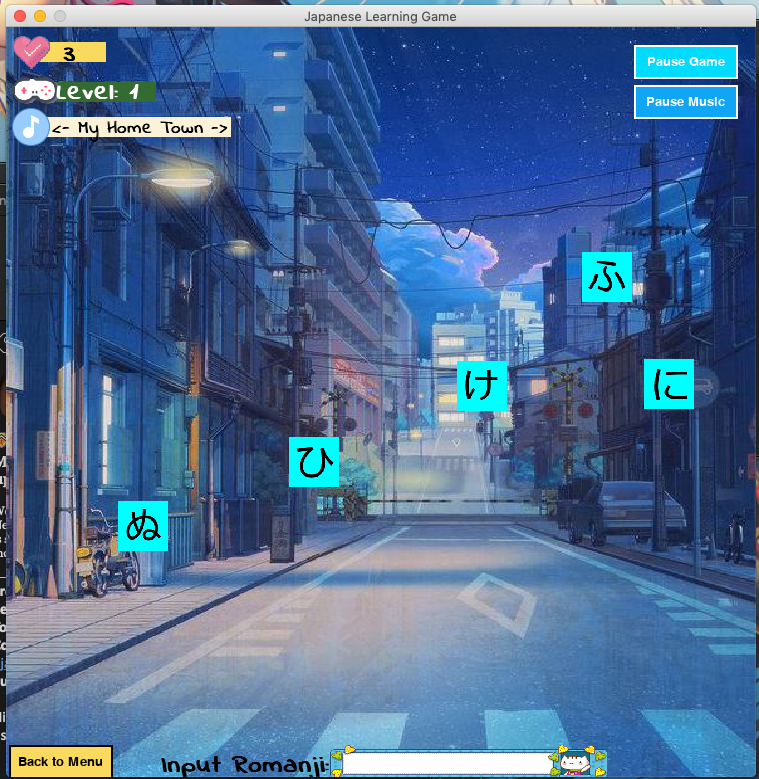 Japanese Learning Game
3
Pause Game
Level: 1
Pause Music
<- My Home Town ->
ふ
け
に
ひ
ぬ
Back to Menu
Input Romanji: